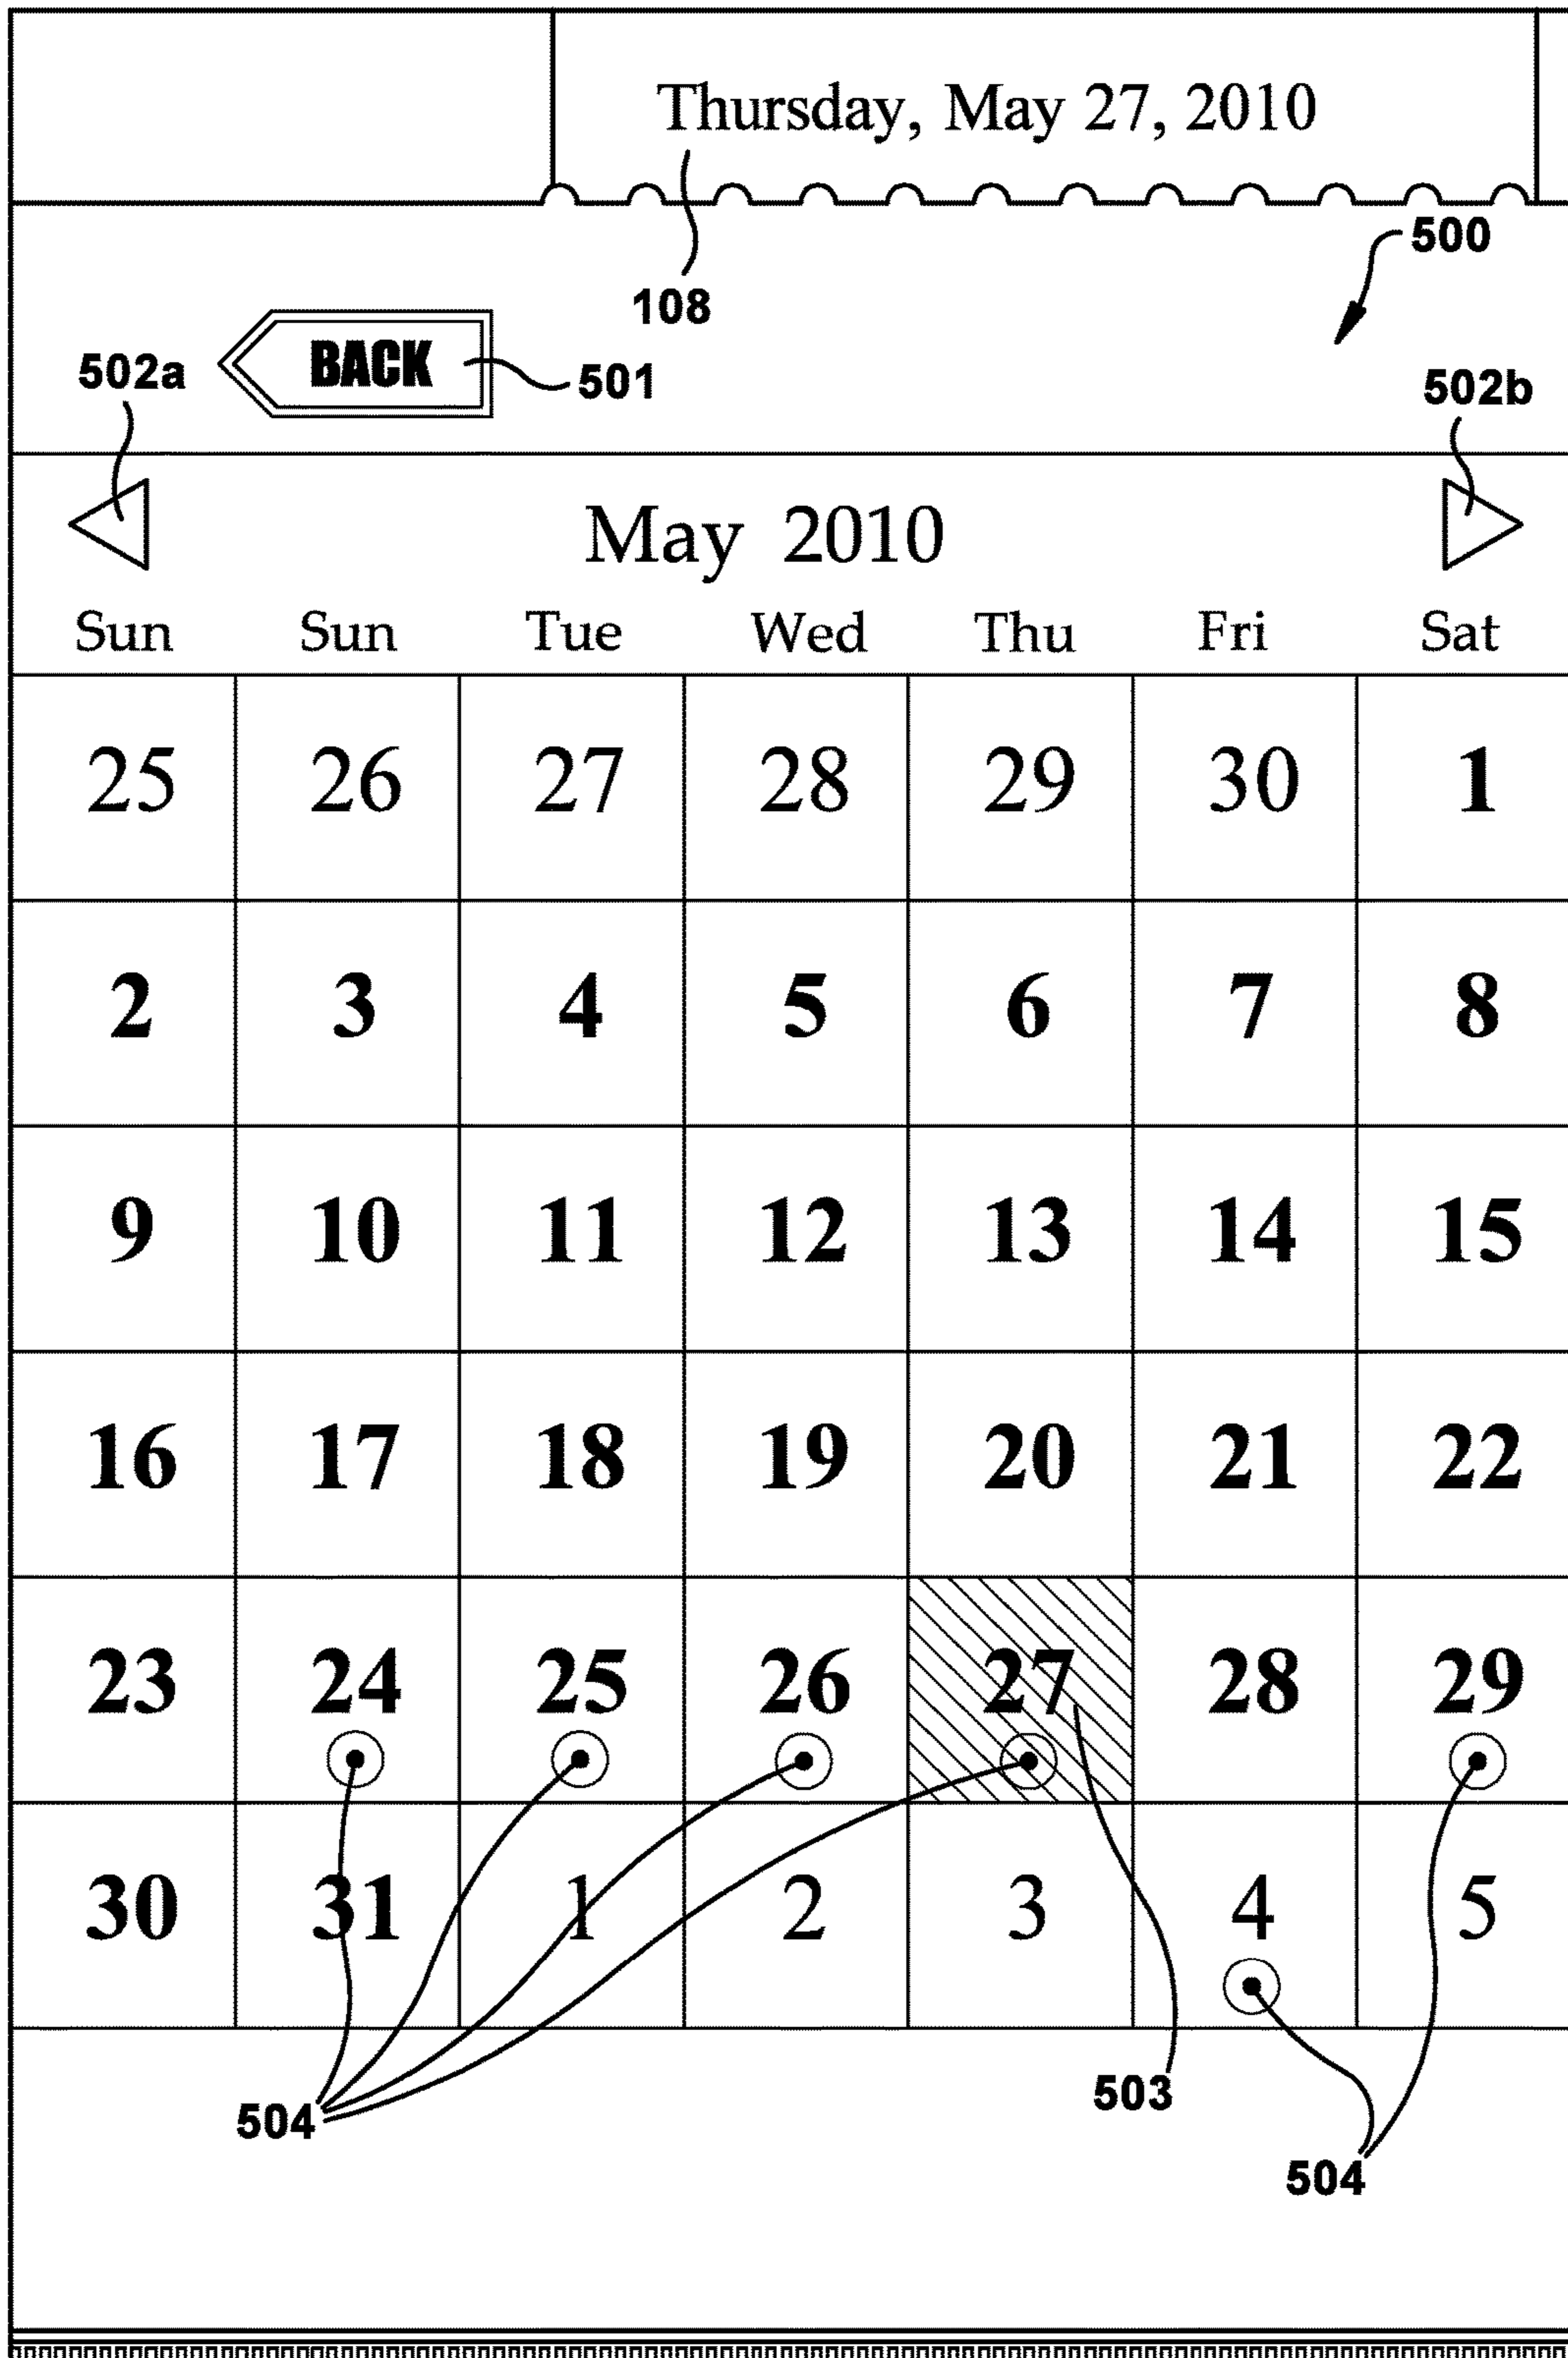 Thursday, May 27, 2010
500
108
502a
BACK
501
502b
May 2010
Sun Sun Tue Wed Thu Fri Sat
25 26 27 28 29 30 1
2 3 4 5 6 7 8
9 10 11 12 13 14 15
16 17 18 19 20 21 22
23 24 25 26 27 28 29
30 31 1 2 3 4 5
503
504
504